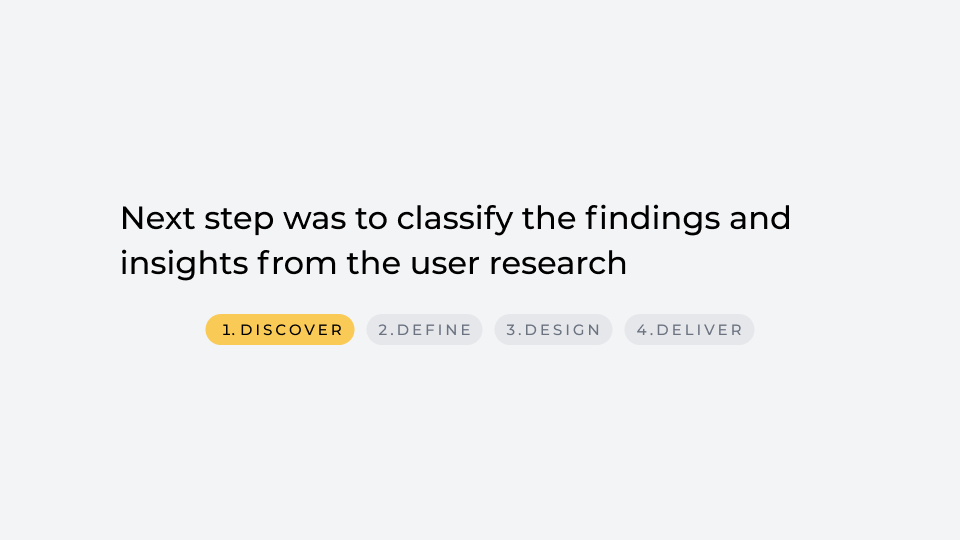 Next step was to classify the findings and
insights from the user research
1. DISCOVER 2.DEFINE 3.DESIGN 4.DELIVER